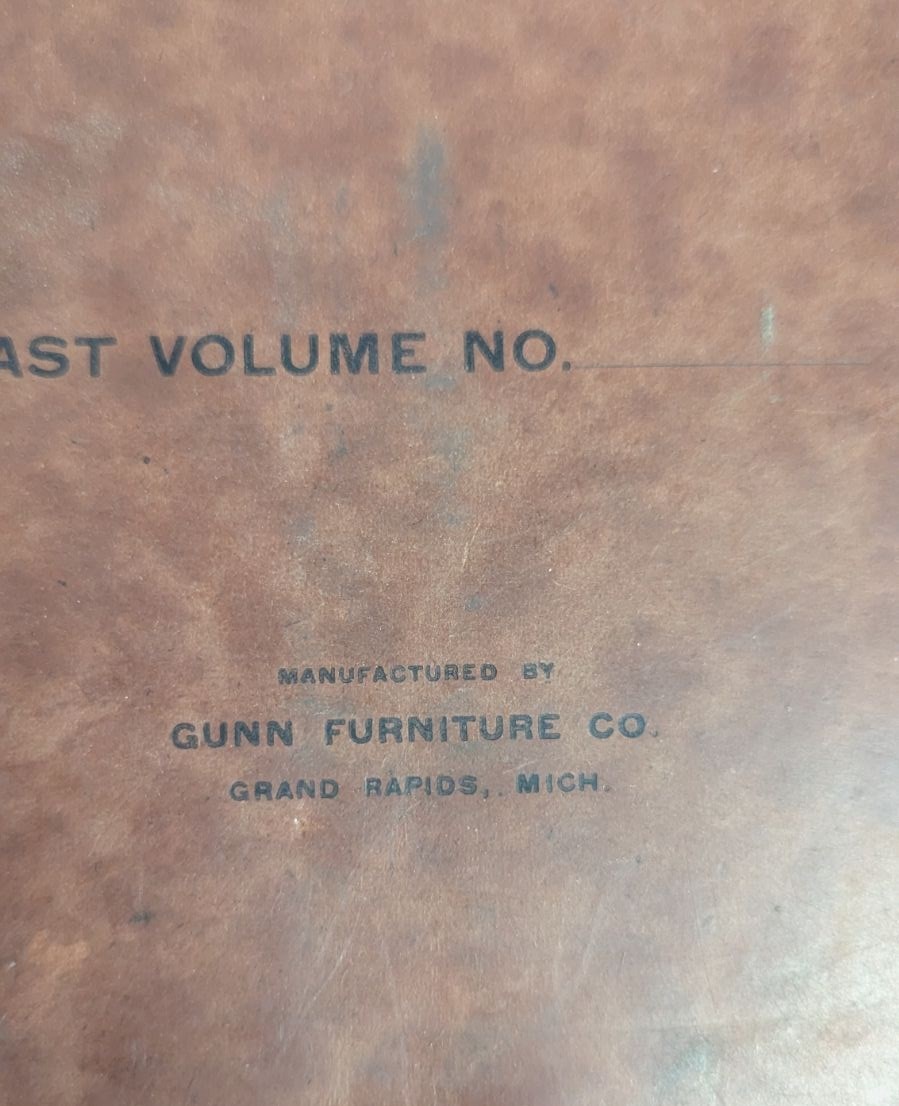 AST VOLUME NO.
MANUFACTURED BY
GUNN FURNITURE CO.
GRAND RAPIDS, MICH.